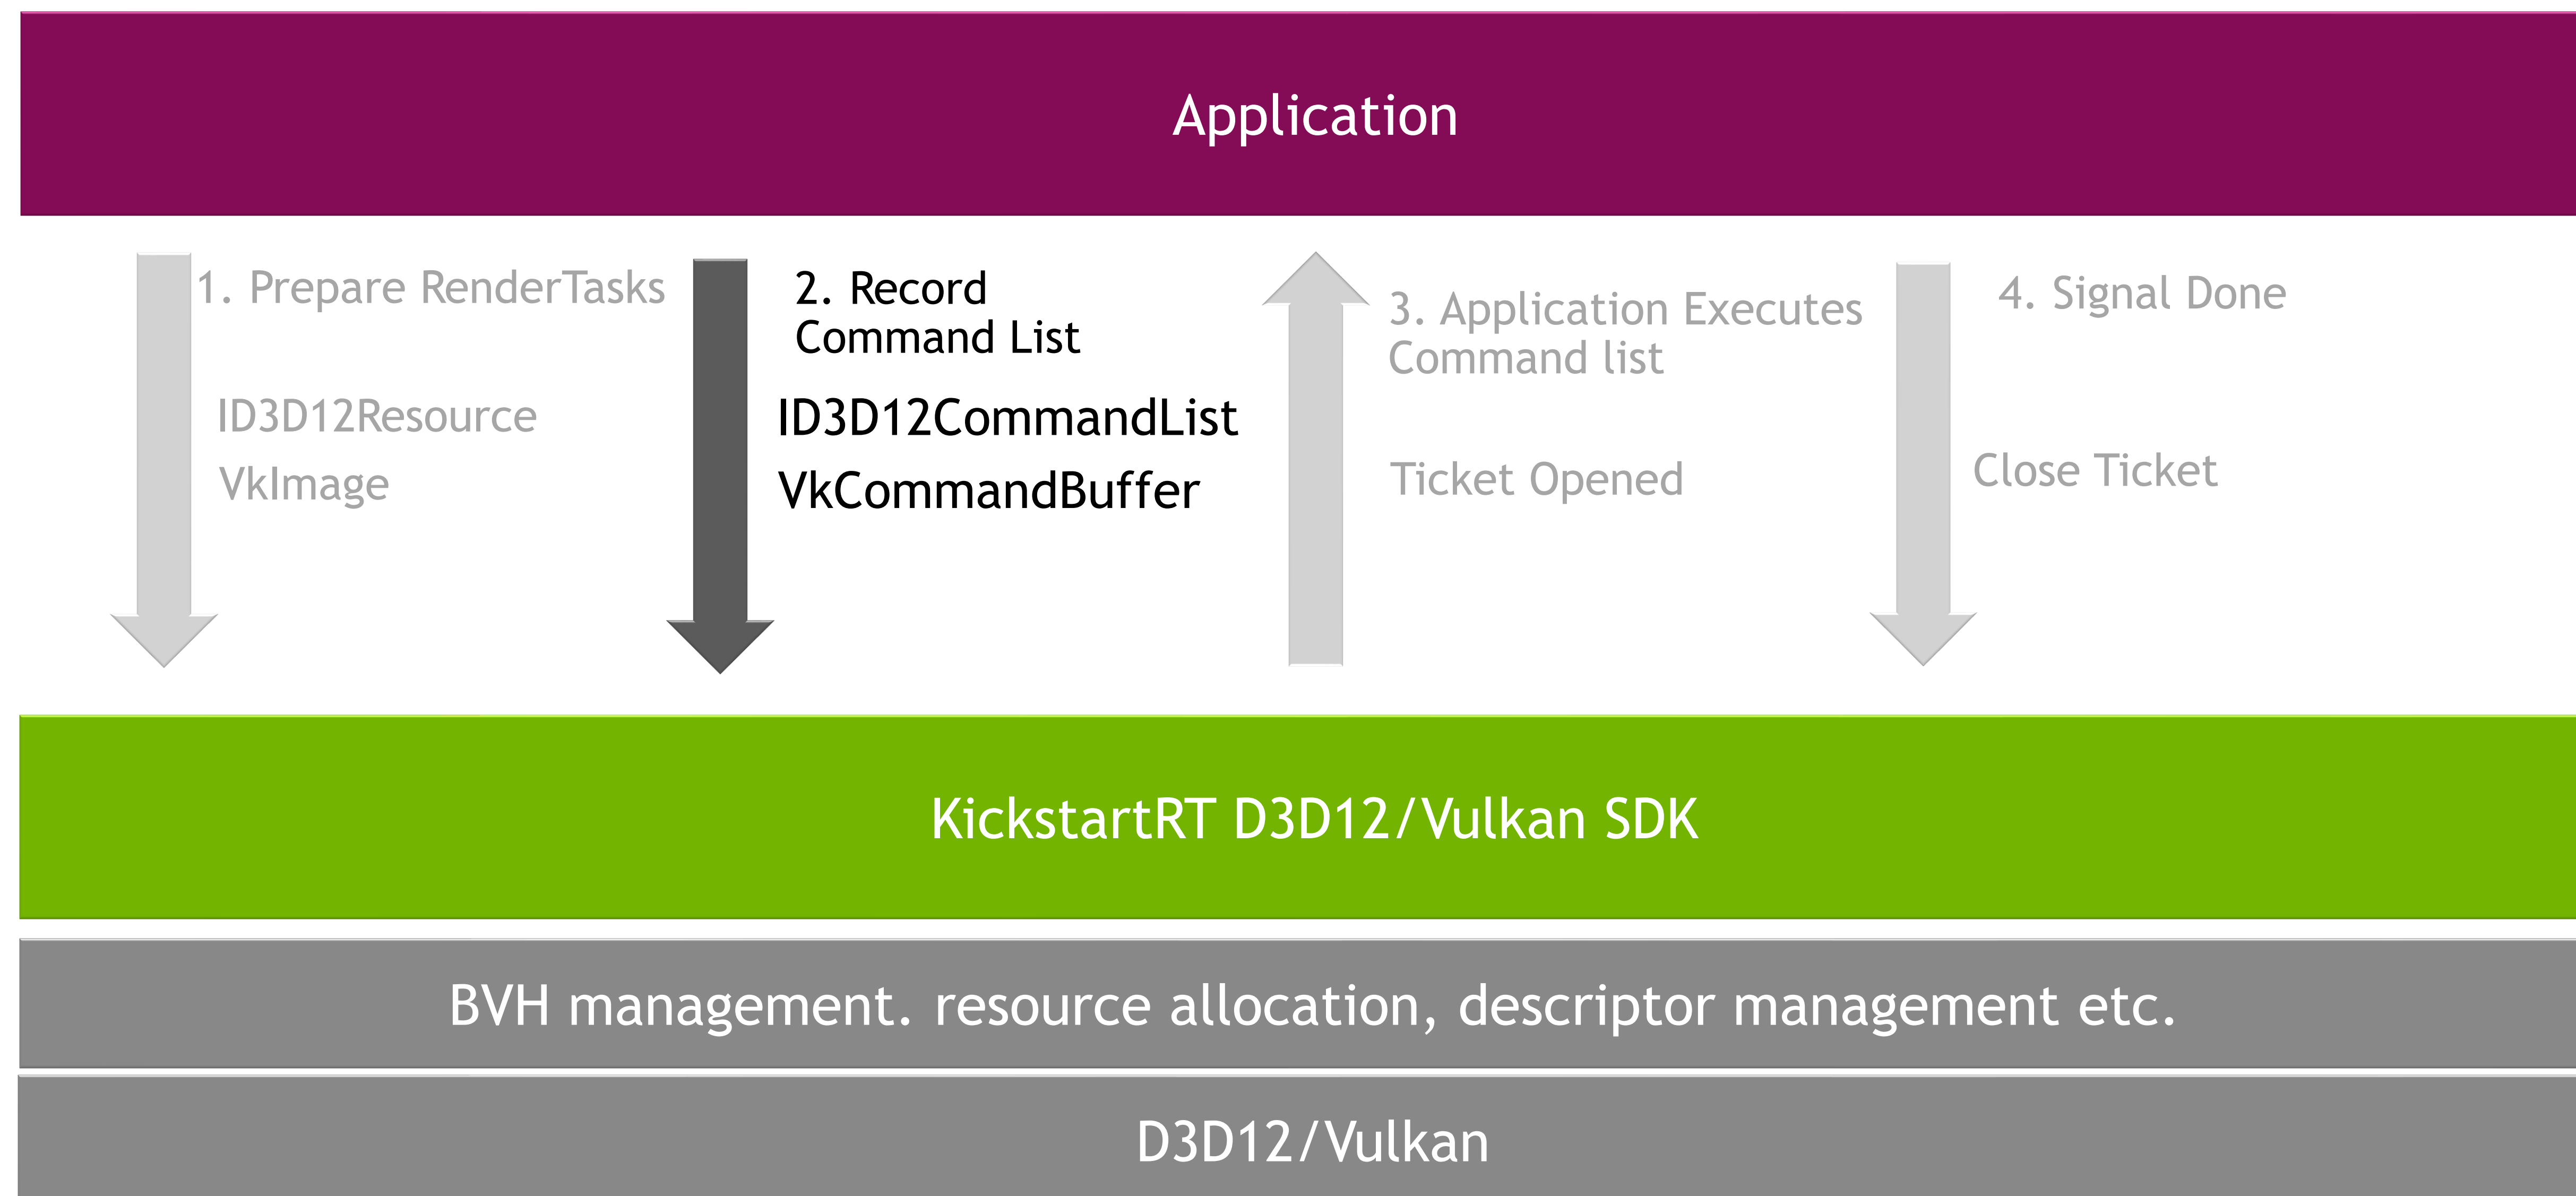 Application
1. Prepare RenderTasks
ID3D12Resource
VkImage
2. Record
Command List
ID3D12CommandList
VkCommandBuffer
3. Application Executes
Command list
Ticket Opened
4. Signal Done
Close Ticket
KickstartRT D3D12/Vulkan SDK
BVH management. resource allocation, descriptor management etc.
D3D12/Vulkan